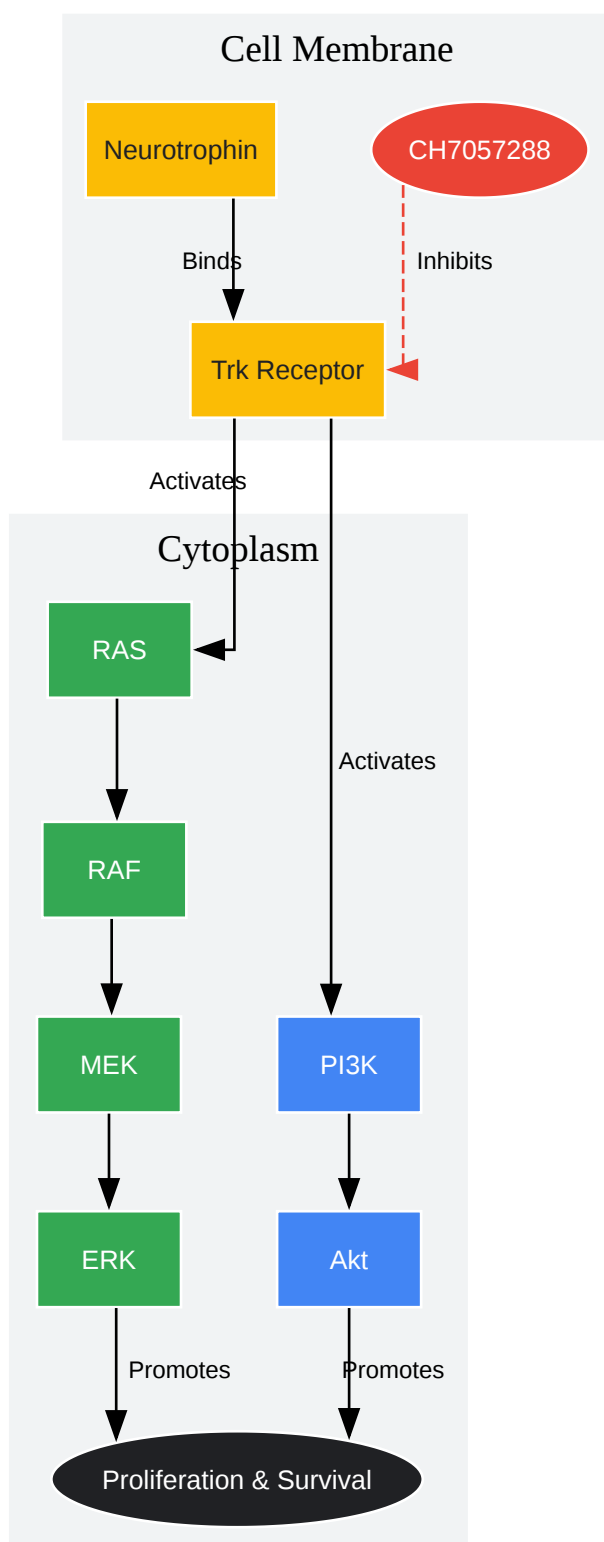 Cell Membrane
Neurotrophin
CH7057288
Binds
Inhibits
Trk Receptor
Activates
Cytoplasm
RAS
Activates
RAF
MEK
PI3K
ERK
Akt
Promotes
Promotes
Proliferation & Survival